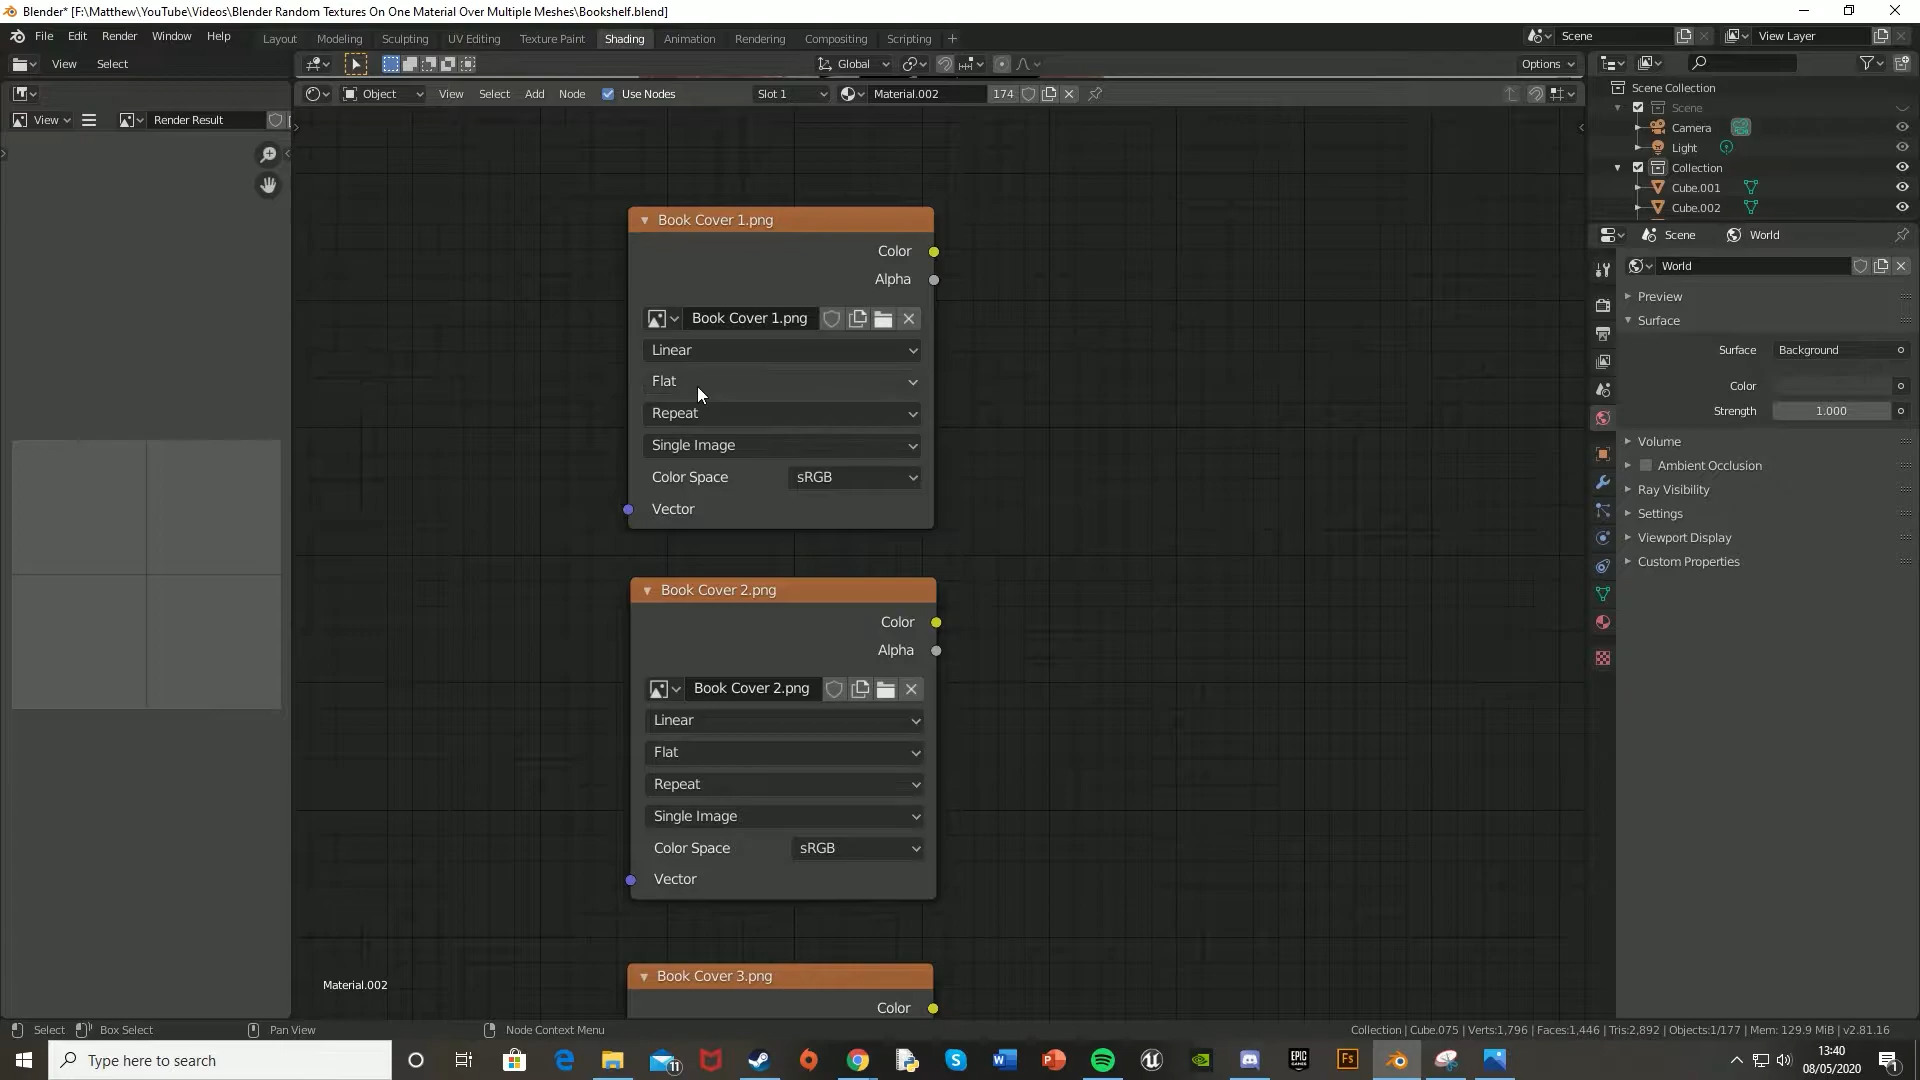 Blender* [F:\Matthew\YouTube\Videos\Blender Random Textures On One Material Over Multiple Meshes\Bookshelf.blend]
File Edit Render Window Help Layout Modeling Sculpting UV Editing Texture Paint Shading Animation Rendering Compositing Scripting Scene View Layer
View Select Global Options
Object View Select Add Node Use Nodes Slot 1 Material.002 174
View Render Result
Scene Collection
Scene
Camera
Light
Collection
Cube.001
Cube.002
Scene World
World
Preview
Surface
Surface Background
Color
Strength 1.000
Volume
Ambient Occlusion
Ray Visibility
Settings
Viewport Display
Custom Properties
Book Cover 1.png
Color
Alpha
Book Cover 1.png
Linear
Flat
Repeat
Single Image
Color Space sRGB
Vector
Book Cover 2.png
Color
Alpha
Book Cover 2.png
Linear
Flat
Repeat
Single Image
Color Space sRGB
Vector
Book Cover 3.png
Color
Material.002
Select Box Select Pan View Node Context Menu Collection | Cube.075 | Verts:1,796 | Faces:1,446 | Tris:2,892 | Objects:1/177 | Mem: 129.9 MiB | v2.81.16
Type here to search
11
EPIC GAMES
Fs
13:40
08/05/2020
1